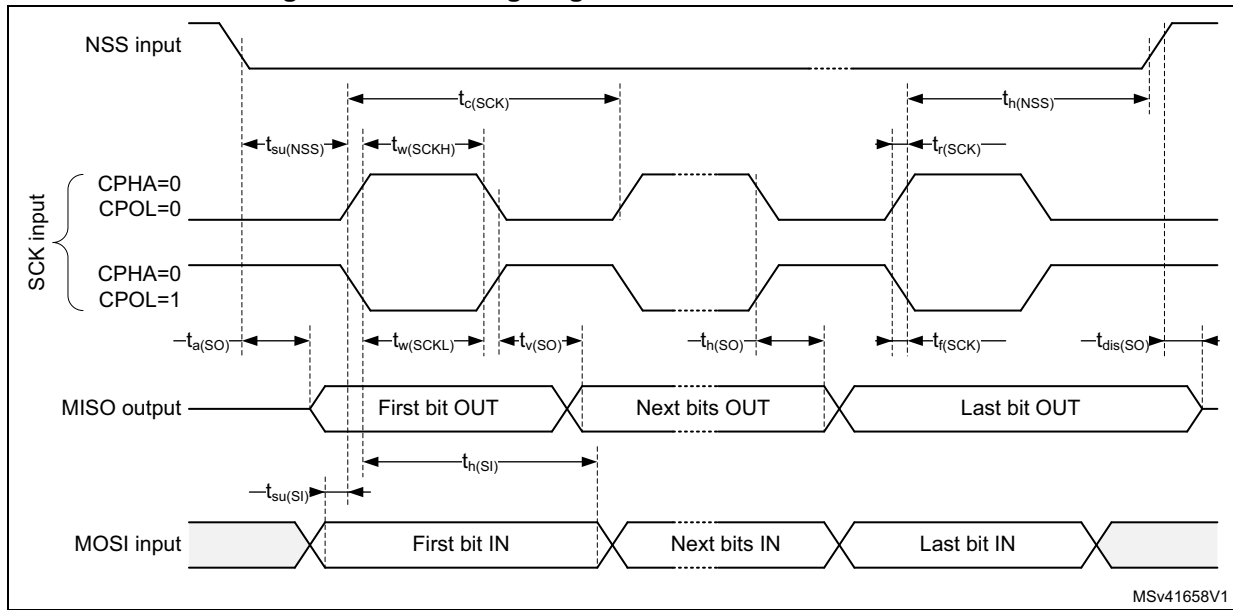 NSS input
tc(SCK)
th(NSS)
tsu(NSS)
tw(SCKH)
tr(SCK)
SCK input
CPHA=0
CPOL=0
CPHA=0
CPOL=1
ta(SO)
tw(SCKL)
tv(SO)
th(SO)
tf(SCK)
tdis(SO)
MISO output
First bit OUT
Next bits OUT
Last bit OUT
th(SI)
tsu(SI)
MOSI input
First bit IN
Next bits IN
Last bit IN
MSv41658V1